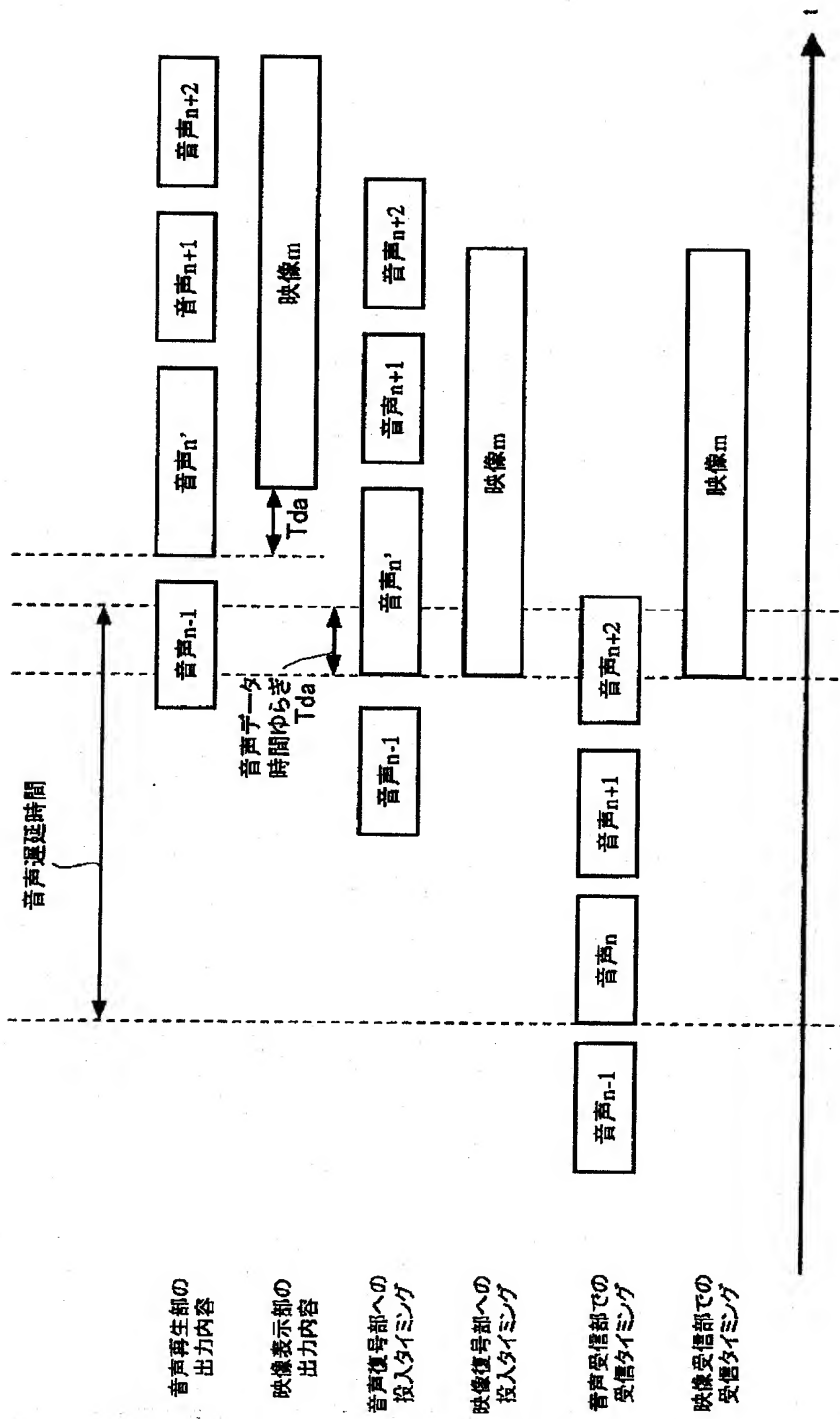 音声遅延時間
音声再生部の
出力内容
音声n-1
音声n'
音声n+1
音声n+2
映像表示部の
出力内容
Tda
映像m
音声データ
時間ゆらぎ
Tda
音声復号部への
投入タイミング
音声n-1
音声n'
音声n+1
音声n+2
映像復号部への
投入タイミング
映像m
音声受信部での
受信タイミング
音声n-1
音声n
音声n+1
音声n+2
映像受信部での
受信タイミング
映像m
t